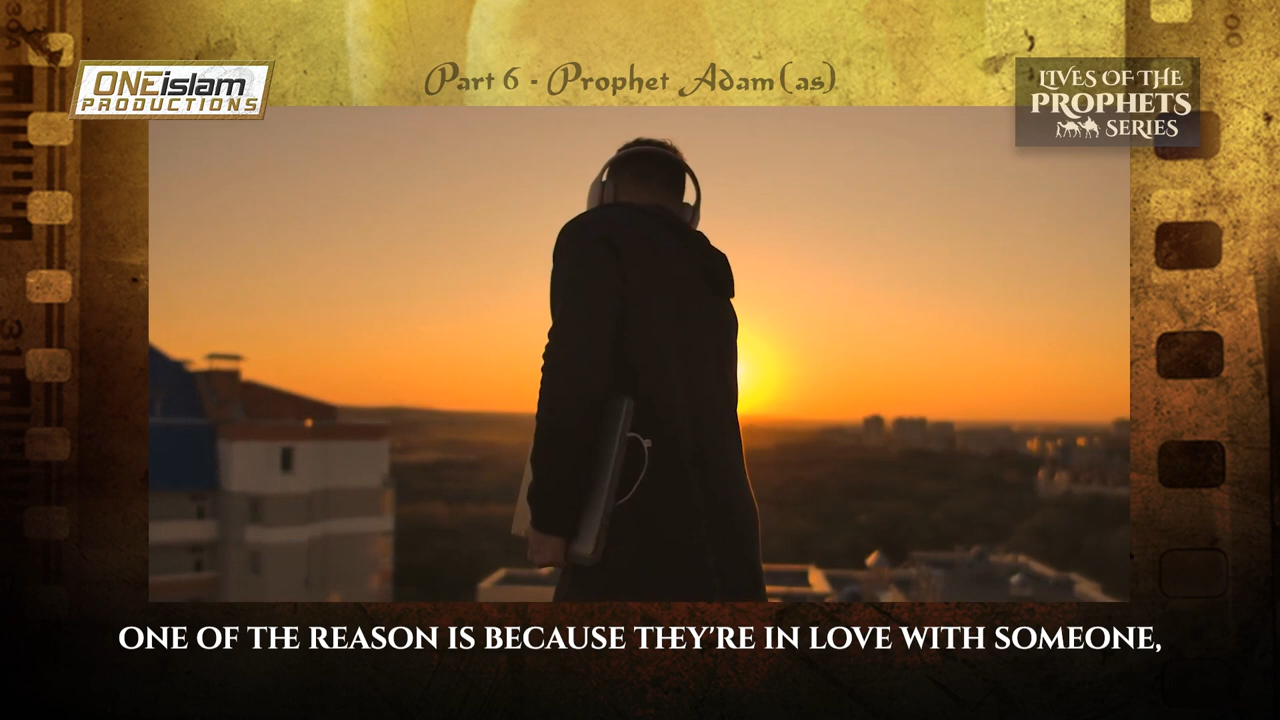 ONEislam
PRODUCTIONS
Part 6 - Prophet Adam (as)
LIVES OF THE
PROPHETS
SERIES
ONE OF THE REASON IS BECAUSE THEY'RE IN LOVE WITH SOMEONE,